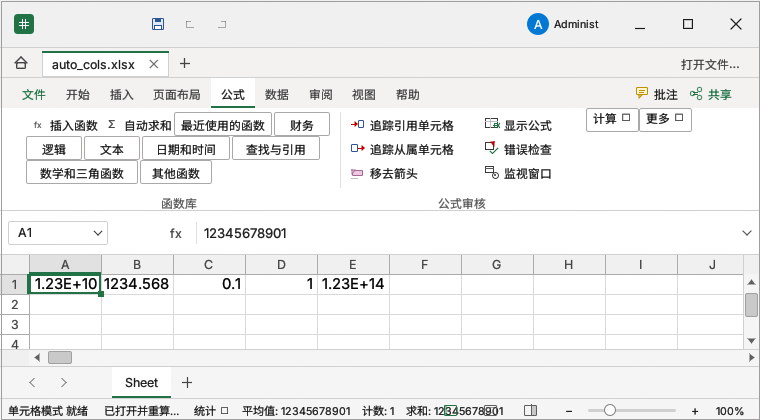 A Administ
auto_cols.xlsx
打开文件...
文件 开始 插入 页面布局 公式 数据 审阅 视图 帮助 批注 共享
fx 插入函数 Σ 自动求和 最近使用的函数 财务
逻辑 文本 日期和时间 查找与引用
数学和三角函数 其他函数
函数库
追踪引用单元格 显示公式
追踪从属单元格 错误检查
移去箭头 监视窗口
公式审核
计算 更多
A1 fx 12345678901
A B C D E F G H I J
1 1.23E+10 1234.568 0.1 1 1.23E+14
2
3
4
Sheet
单元格模式 就绪 已打开并重算... 统计 平均值: 12345678901 计数: 1 求和: 12345678901 100%